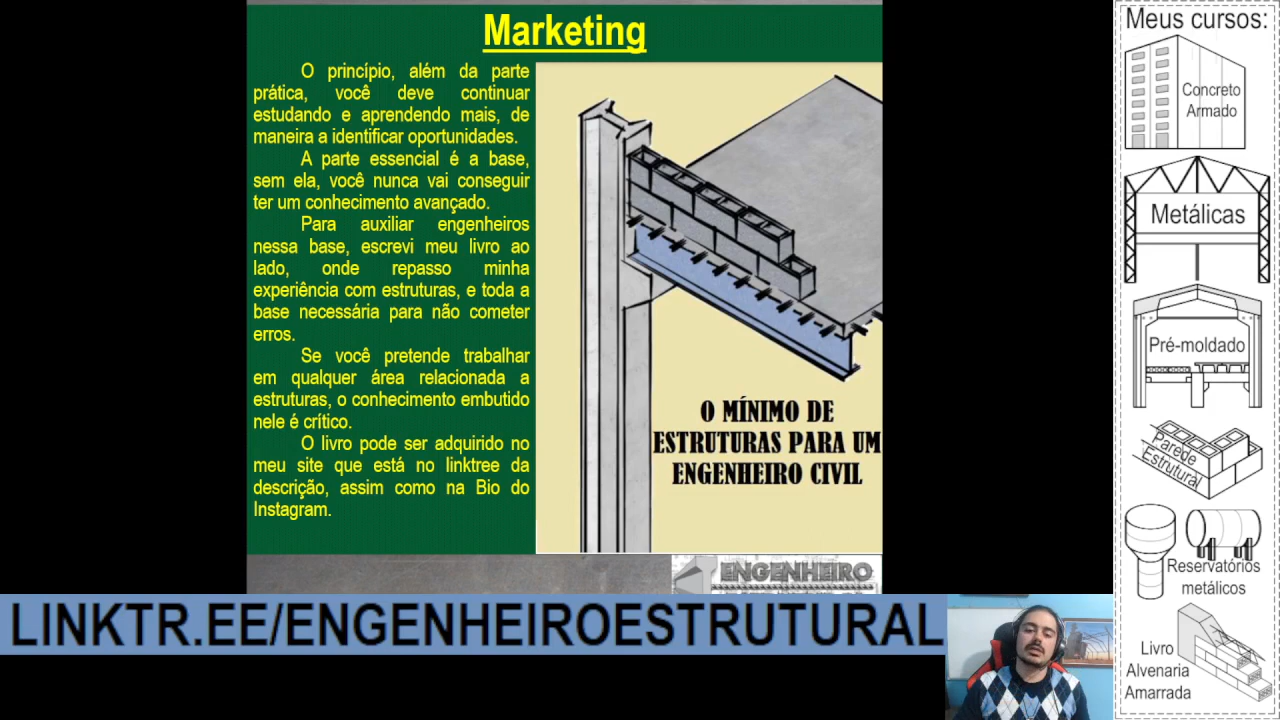 Marketing
O princípio, além da parte
prática, você deve continuar
estudando e aprendendo mais, de
maneira a identificar oportunidades.
A parte essencial é a base,
sem ela, você nunca vai conseguir
ter um conhecimento avançado.
Para auxiliar engenheiros
nessa base, escrevi meu livro ao
lado, onde repasso minha
experiência com estruturas, e toda a
base necessária para não cometer
erros.
Se você pretende trabalhar
em qualquer área relacionada a
estruturas, o conhecimento embutido
nele é crítico.
O livro pode ser adquirido no
meu site que está no linktree da
descrição, assim como na Bio do
Instagram.
O MÍNIMO DE
ESTRUTURAS PARA UM
ENGENHEIRO CIVIL
ENGENHEIRO
LINKTR.EE/ENGENHEIROESTRUTURAL
Meus cursos:
Concreto
Armado
Metálicas
Pré-moldado
Parede
Estrutural
Reservatórios
metálicos
Livro
Alvenaria
Amarrada